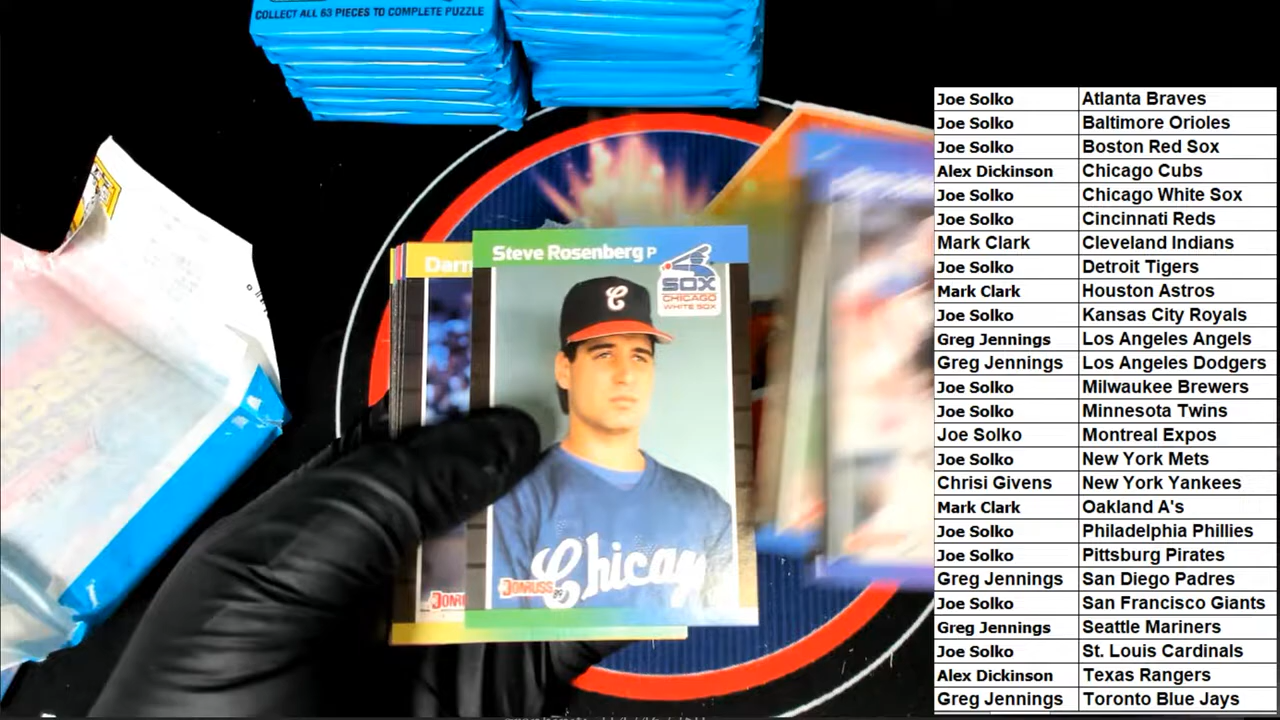 COLLECT ALL 63 PIECES TO COMPLETE PUZZLE
Steve Rosenberg P
SOX
CHICAGO
WHITE SOX
Darr
Chicag
DONRUSS
'89
DONR
Joe Solko Atlanta Braves
Joe Solko Baltimore Orioles
Joe Solko Boston Red Sox
Alex Dickinson Chicago Cubs
Joe Solko Chicago White Sox
Joe Solko Cincinnati Reds
Mark Clark Cleveland Indians
Joe Solko Detroit Tigers
Mark Clark Houston Astros
Joe Solko Kansas City Royals
Greg Jennings Los Angeles Angels
Greg Jennings Los Angeles Dodgers
Joe Solko Milwaukee Brewers
Joe Solko Minnesota Twins
Joe Solko Montreal Expos
Joe Solko New York Mets
Chrisi Givens New York Yankees
Mark Clark Oakland A's
Joe Solko Philadelphia Phillies
Joe Solko Pittsburg Pirates
Greg Jennings San Diego Padres
Joe Solko San Francisco Giants
Greg Jennings Seattle Mariners
Joe Solko St. Louis Cardinals
Alex Dickinson Texas Rangers
Greg Jennings Toronto Blue Jays